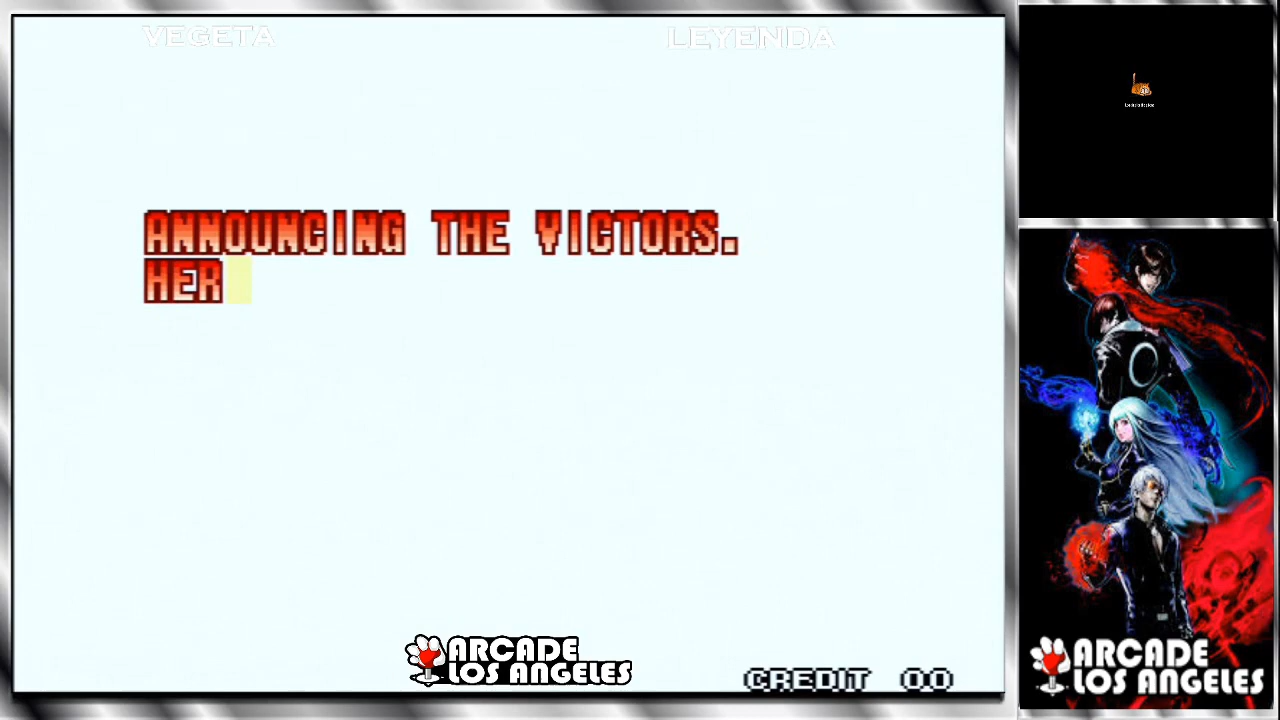 VEGETA
LEYENDA
ANNOUNCING THE VICTORS.
HER
ARCADE
LOS ANGELES
CREDIT 00
ARCADE
LOS ANGELES